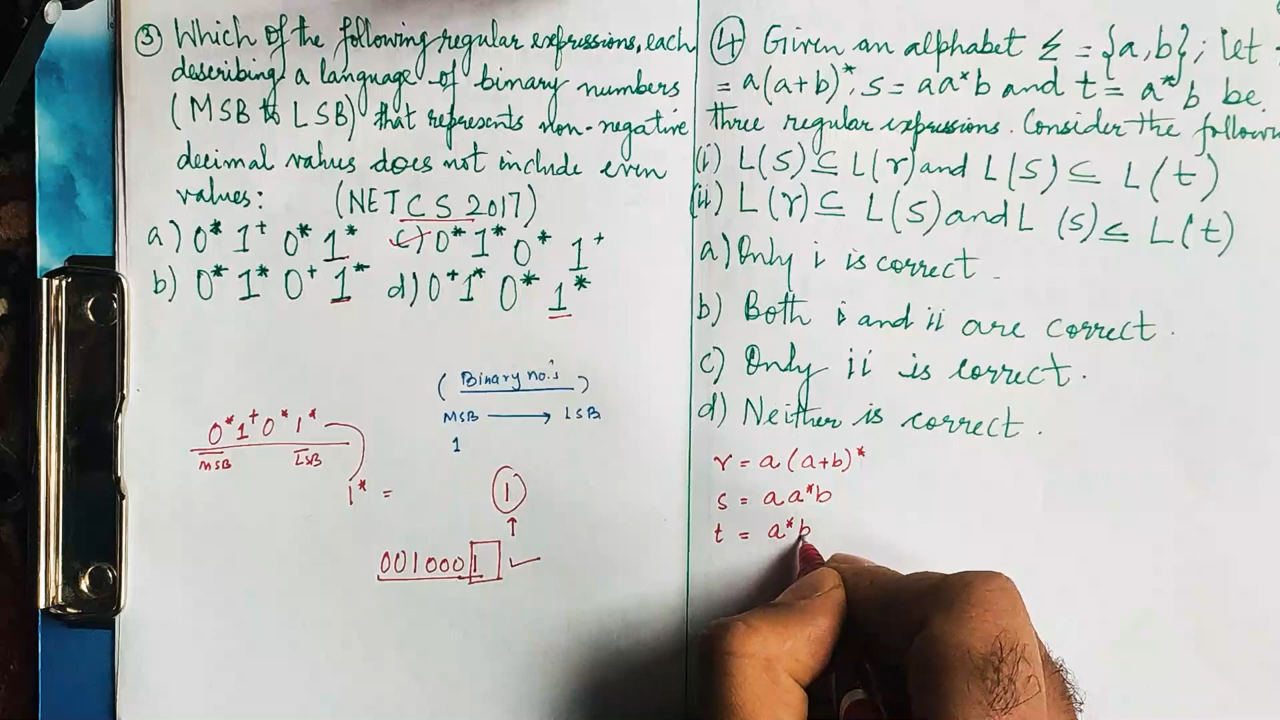 ③ Which of the following regular expressions, each
describing a language of binary numbers
(MSB to LSB) that represents non-negative
decimal values does not include even
values: (NET CS 2017)
a) 0* 1+ 0* 1* c) 0* 1* 0* 1+
b) 0* 1* 0+ 1* d) 0+ 1* 0* 1*
(Binary no.'s)
MSB ⟶ LSB
1
0* 1+ 0* 1*
MSB LSB
1* =
1
↑
001000 1 ✓
④ Given an alphabet Σ = {a, b}; let
= a(a+b)*, s = aa*b and t = a*b be
three regular expressions. Consider the
(i) L(s) ⊆ L(r) and L(s) ⊆ L(t)
(ii) L(r) ⊆ L(s) and L(s) ⊆ L(t)
a) Only i is correct.
b) Both i and ii are correct.
c) Only ii is correct.
d) Neither is correct.
r = a(a+b)*
s = aa*b
t = a*b